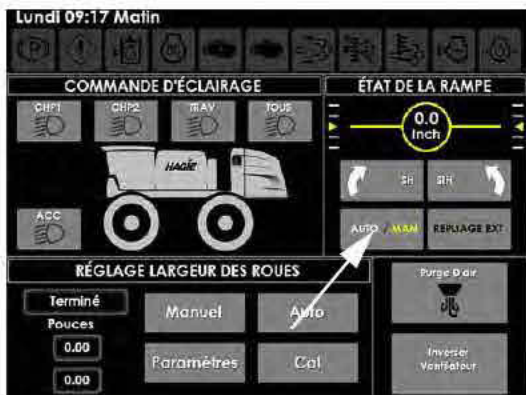 Lundi 09:17 Matin
COMMANDE D'ÉCLAIRAGE
ÉTAT DE LA RAMPE
CHP1
CHP2
TRAV
TOUS
0.0
Inch
HAGIE
SH
SIH
ACC
AUTO / MAN
REPLIAGE EXT
RÉGLAGE LARGEUR DES ROUES
Purge D'air
Terminé
Manuel
Auto
Pouces
0.00
Paramètres
Cal
Inverser
Ventilateur
0.00